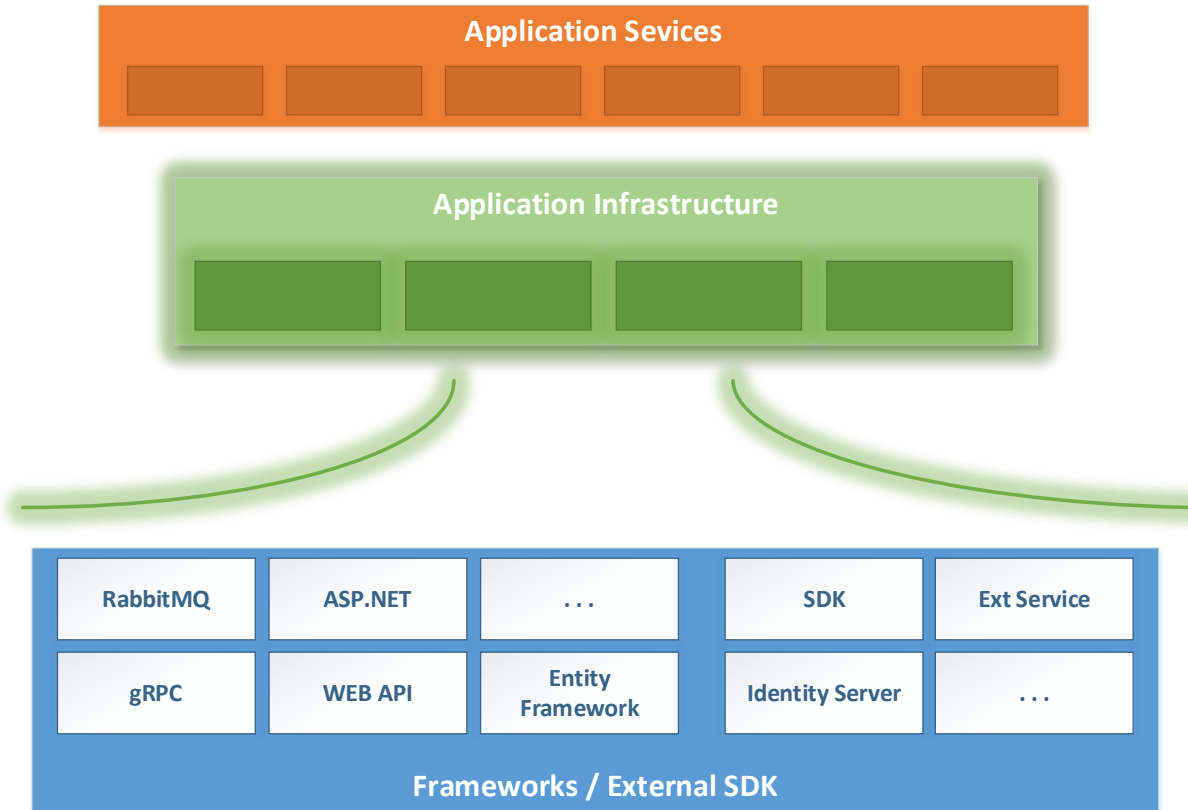 Application Sevices
Application Infrastructure
RabbitMQ
ASP.NET
. . .
SDK
Ext Service
gRPC
WEB API
Entity
Framework
Identity Server
. . .
Frameworks / External SDK